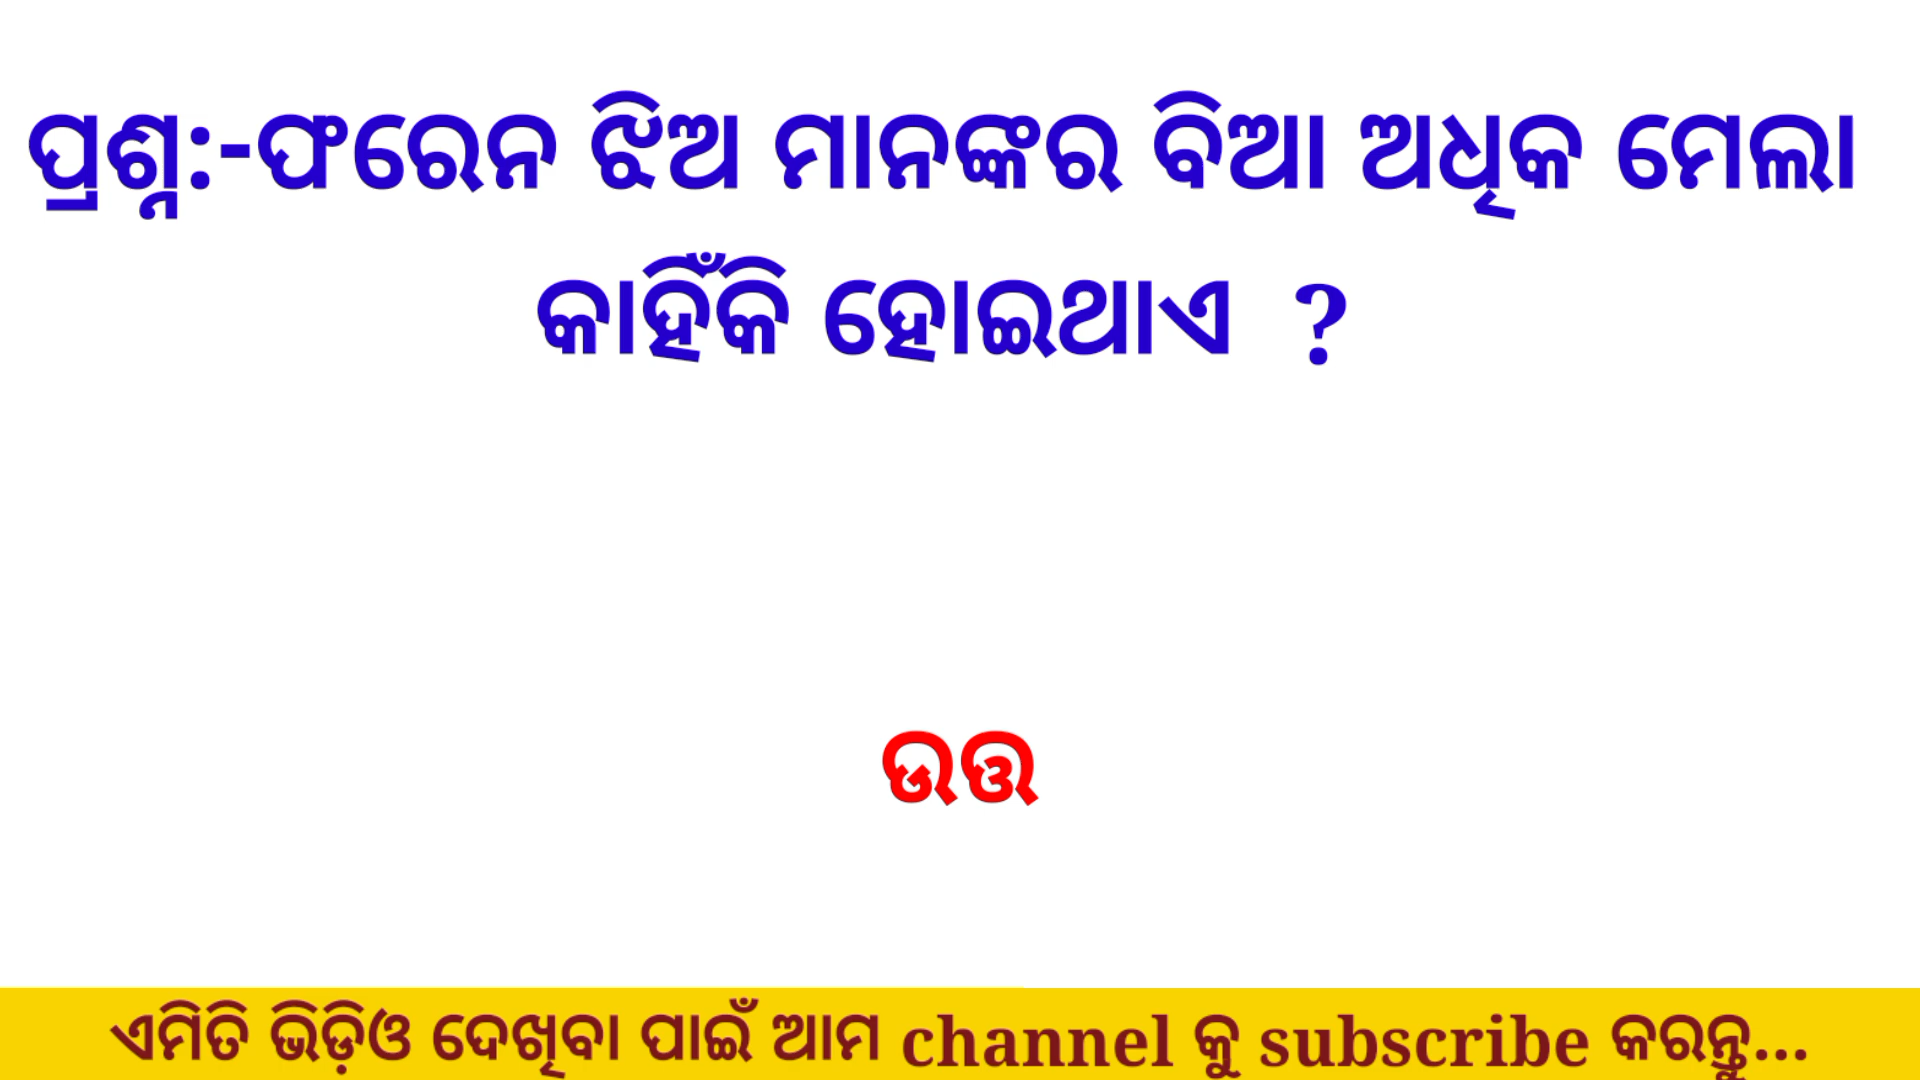 ପ୍ରଶ୍ନ:-ଫରେନ ଝିଅ ମାନଙ୍କର ବିଆ ଅଧିକ ମେଲା
କାହିଁକି ହୋଇଥାଏ ?
ଉତ୍ତ
ଏମିତି ଭିଡ଼ିଓ ଦେଖିବା ପାଇଁ ଆମ channel କୁ subscribe କରନ୍ତୁ...